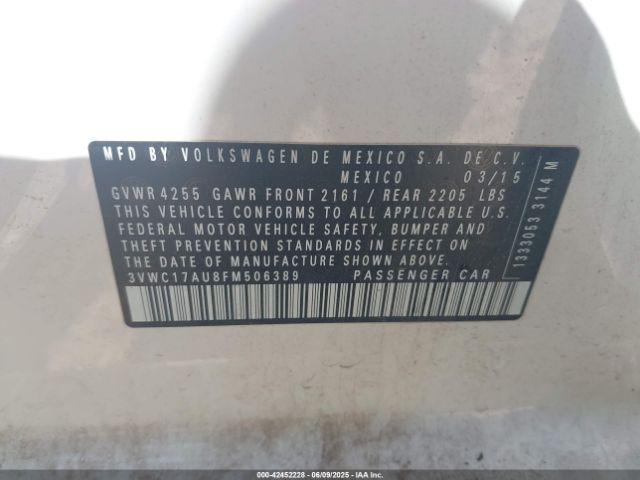 MFD BY VOLKSWAGEN DE MEXICO S.A. DE C.V.
MEXICO 03/15
GVWR 4255 GAWR FRONT 2161 / REAR 2205 LBS
THIS VEHICLE CONFORMS TO ALL APPLICABLE U.S.
FEDERAL MOTOR VEHICLE SAFETY, BUMPER AND
THEFT PREVENTION STANDARDS IN EFFECT ON
THE DATE OF MANUFACTURE SHOWN ABOVE.
3VWC17AU8FM506389 PASSENGER CAR
1333053 3144 M
000-42452228 - 06/09/2025 - IAAI.COM